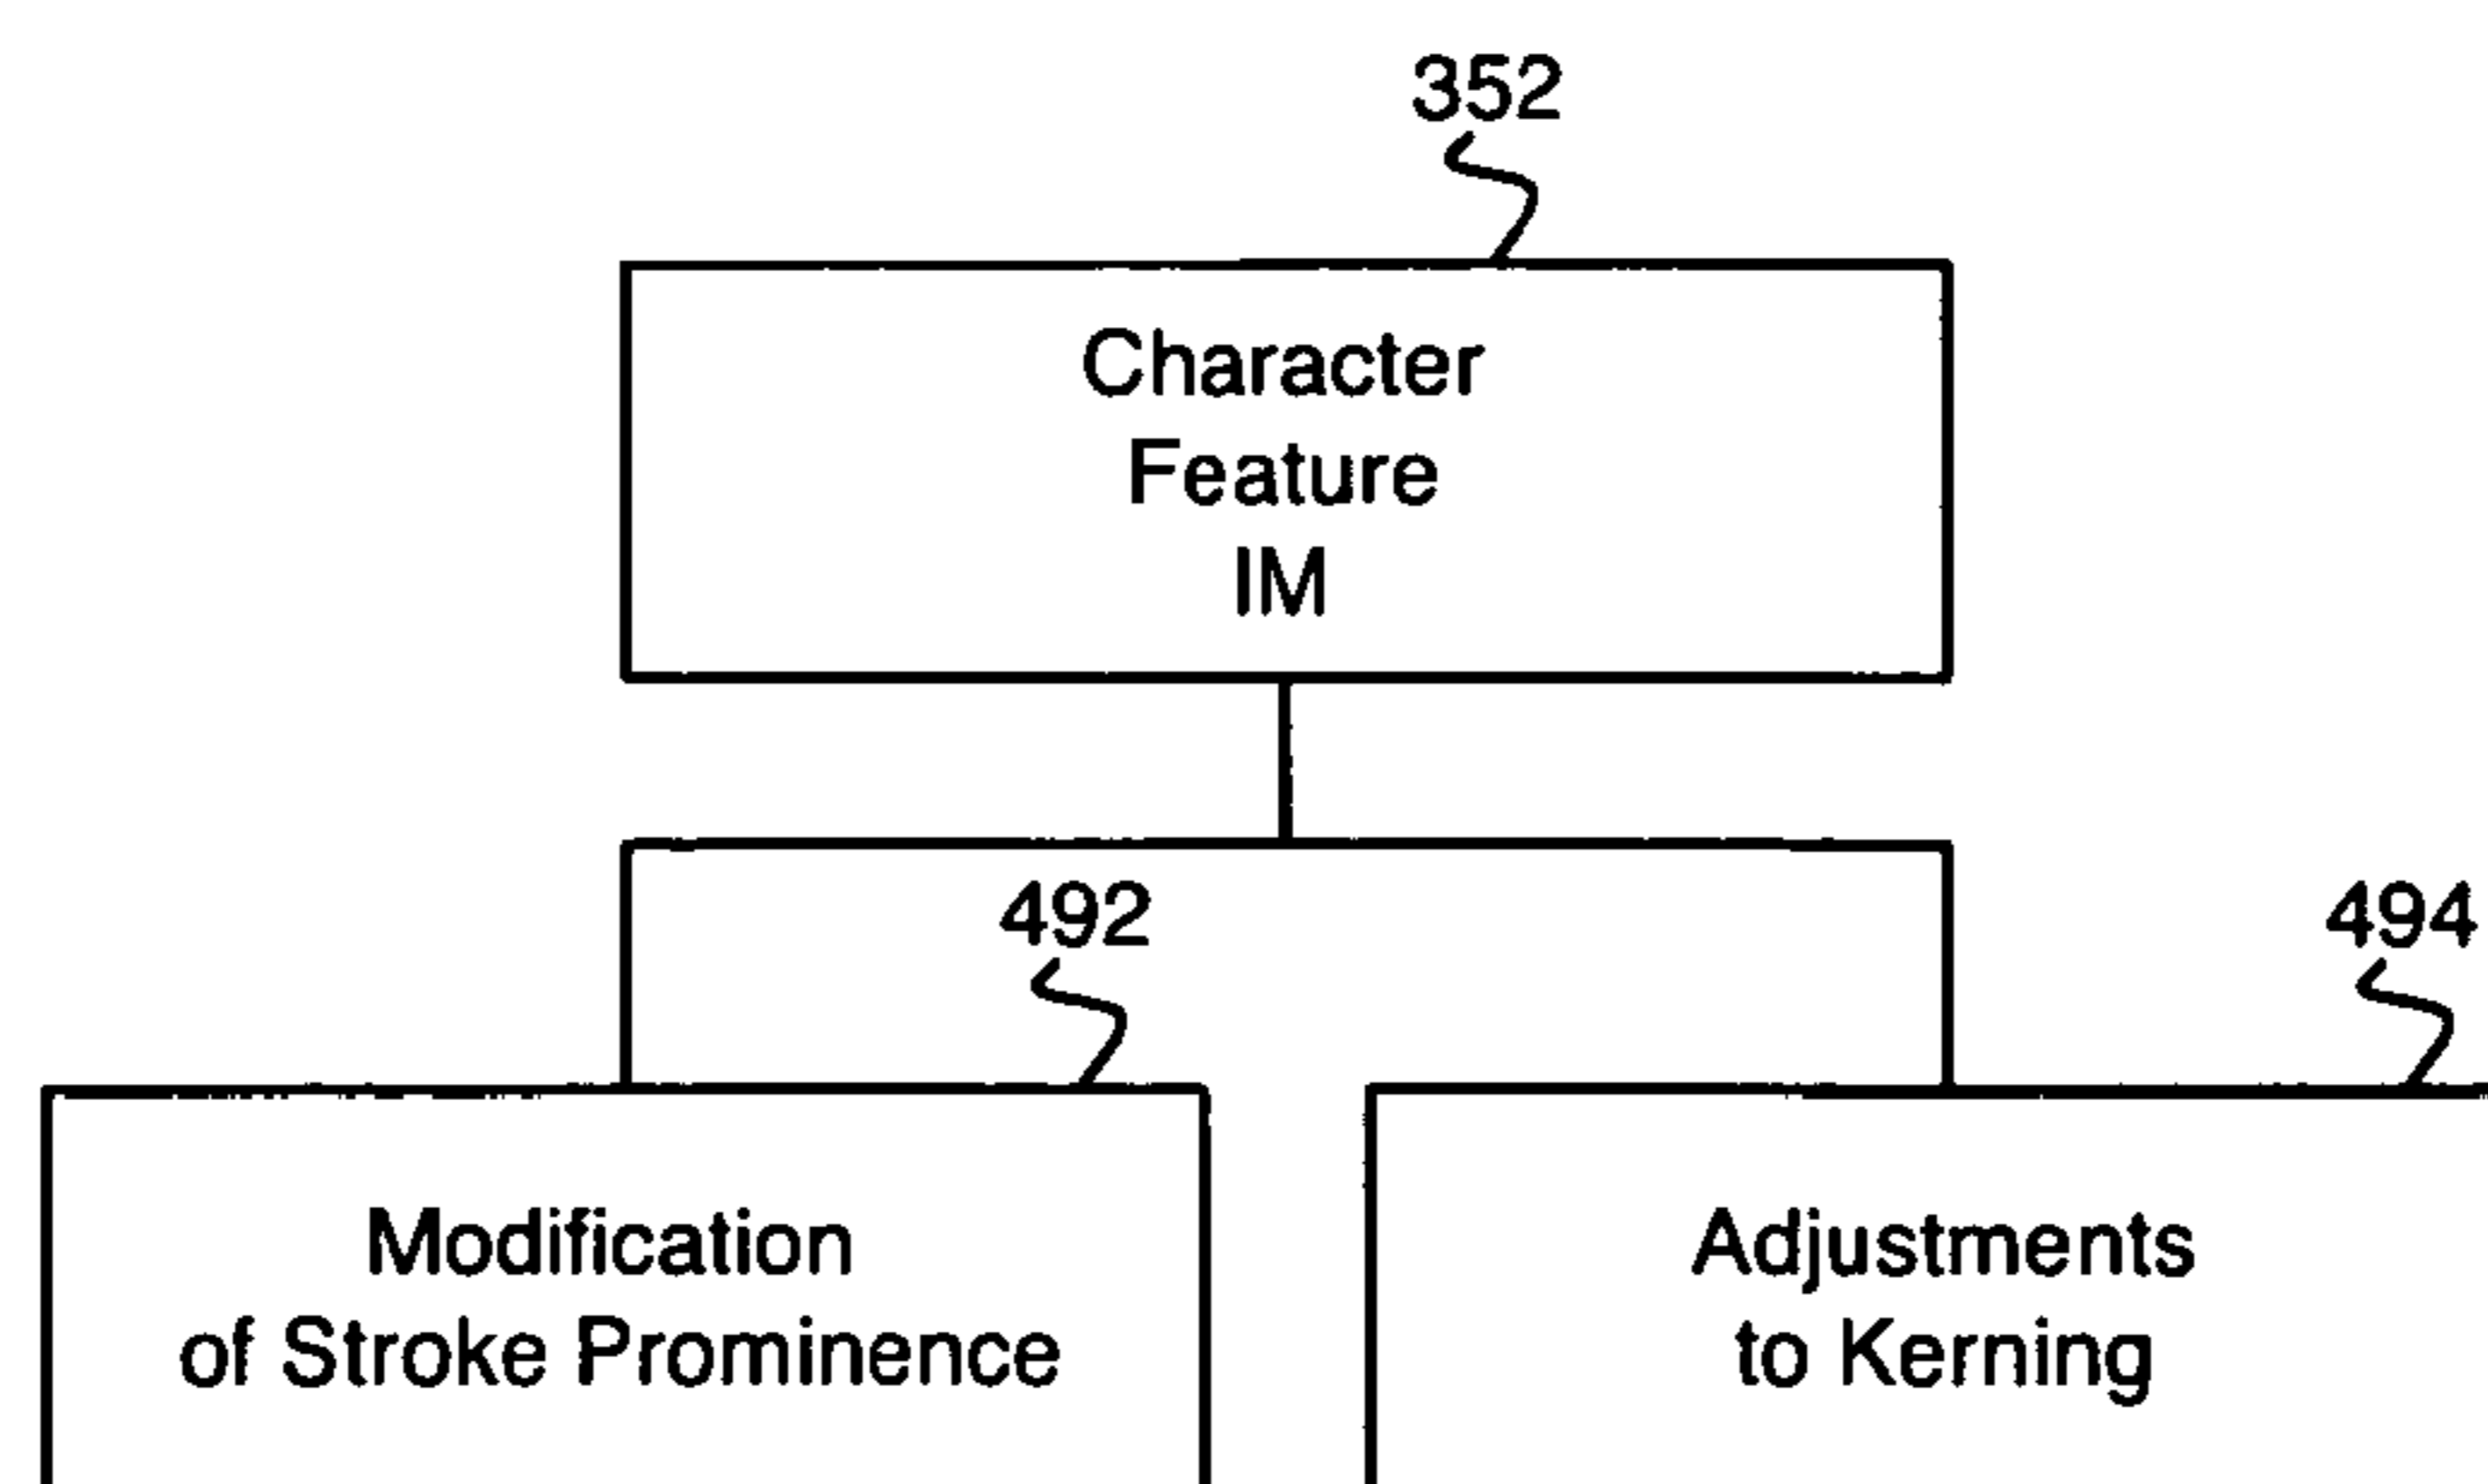 352
Character
Feature
IM
492
494
Modification
of Stroke Prominence
Adjustments
to Kerning